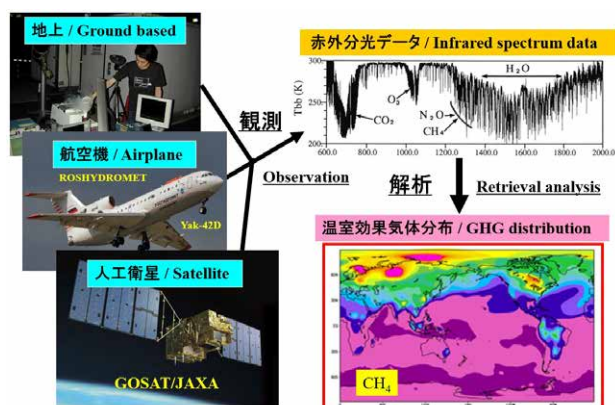 地上 / Ground based
航空機 / Airplane
ROSHYDROMET
Yak-42D
人工衛星 / Satellite
GOSAT/JAXA
観測
Observation
赤外分光データ / Infrared spectrum data
Tbb (K)
300
250
200
CO₂
O₃
N₂O
CH₄
H₂O
600.0 800.0 1000.0 1200.0 1400.0 1600.0 1800.0 2000.0
解析
Retrieval analysis
温室効果気体分布 / GHG distribution
CH₄